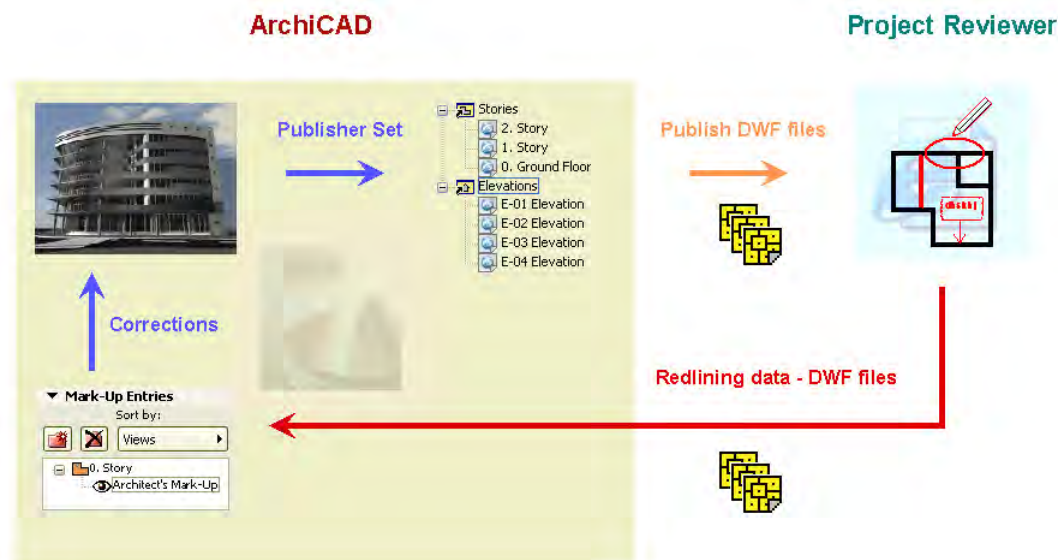 ArchiCAD
Project Reviewer
Publisher Set
Stories
2. Story
1. Story
0. Ground Floor
Elevations
E-01 Elevation
E-02 Elevation
E-03 Elevation
E-04 Elevation
Publish DWF files
Corrections
Redlining data - DWF files
Mark-Up Entries
Sort by:
Views
0. Story
Architect's Mark-Up